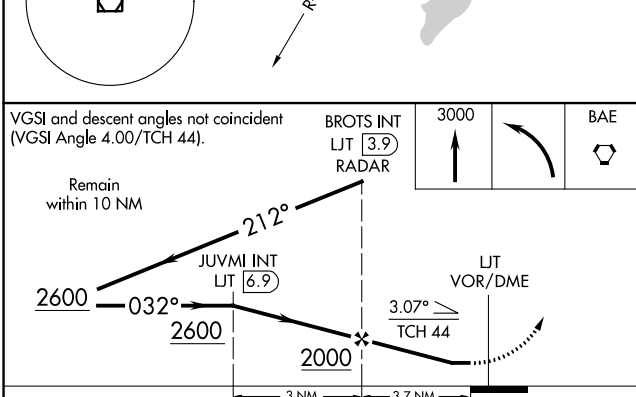 R
VGSI and descent angles not coincident
(VGSI Angle 4.00/TCH 44).
BROTS INT
LJT 3.9
RADAR
3000
BAE
Remain
within 10 NM
212°
JUVMI INT
LJT 6.9
LJT
VOR/DME
2600
032°
2600
3.07°
TCH 44
2000
3 NM
3.7 NM